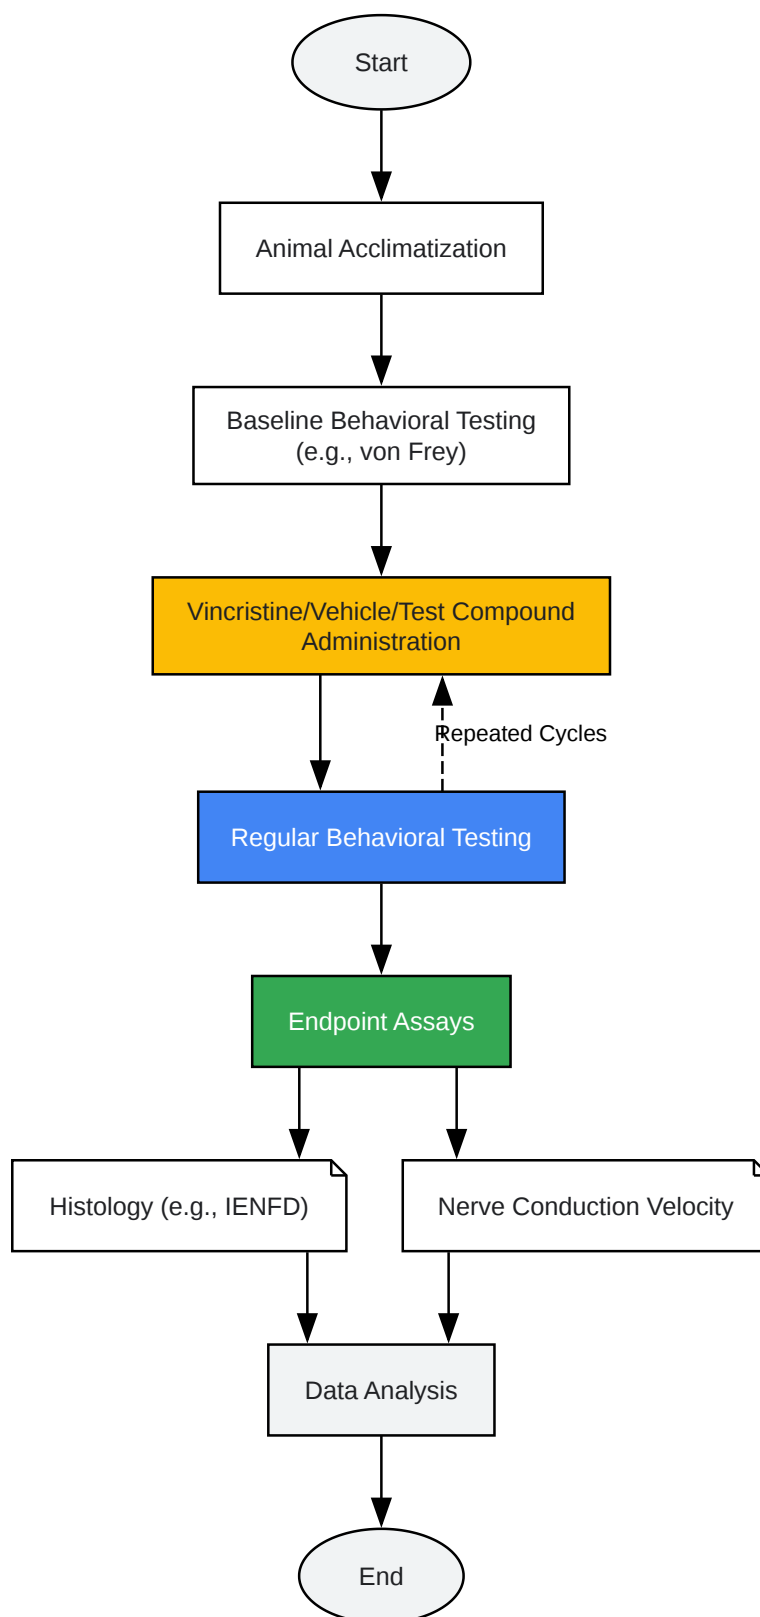 Start
Animal Acclimatization
Baseline Behavioral Testing
(e.g., von Frey)
Vincristine/Vehicle/Test Compound
Administration
Repeated Cycles
Regular Behavioral Testing
Endpoint Assays
Histology (e.g., IENFD)
Nerve Conduction Velocity
Data Analysis
End